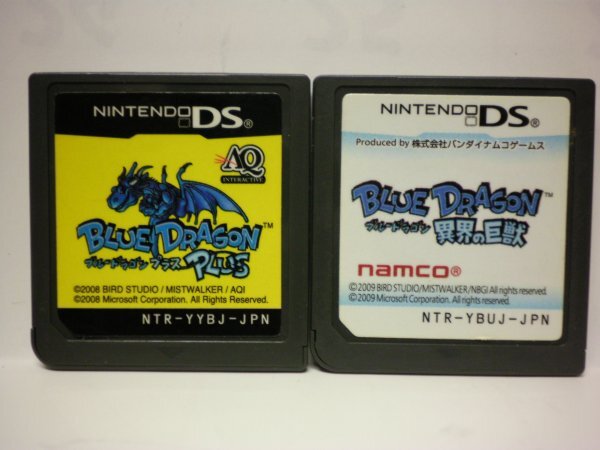 NINTENDO DS®
AQ
INTERACTIVE
BLUE DRAGON™
ブルードラゴン プラス PLUS
©2008 BIRD STUDIO / MISTWALKER / AQI
©2008 Microsoft Corporation. All Rights Reserved.
NTR-YYBJ-JPN
NINTENDO DS®
Produced by 株式会社バンダイナムコゲームス
BLUE DRAGON™
ブルードラゴン 異界の巨獣
namco®
©2009 BIRD STUDIO/MISTWALKER/NBGI All rights reserved.
©2009 Microsoft Corporation. All rights reserved.
NTR-YBUJ-JPN